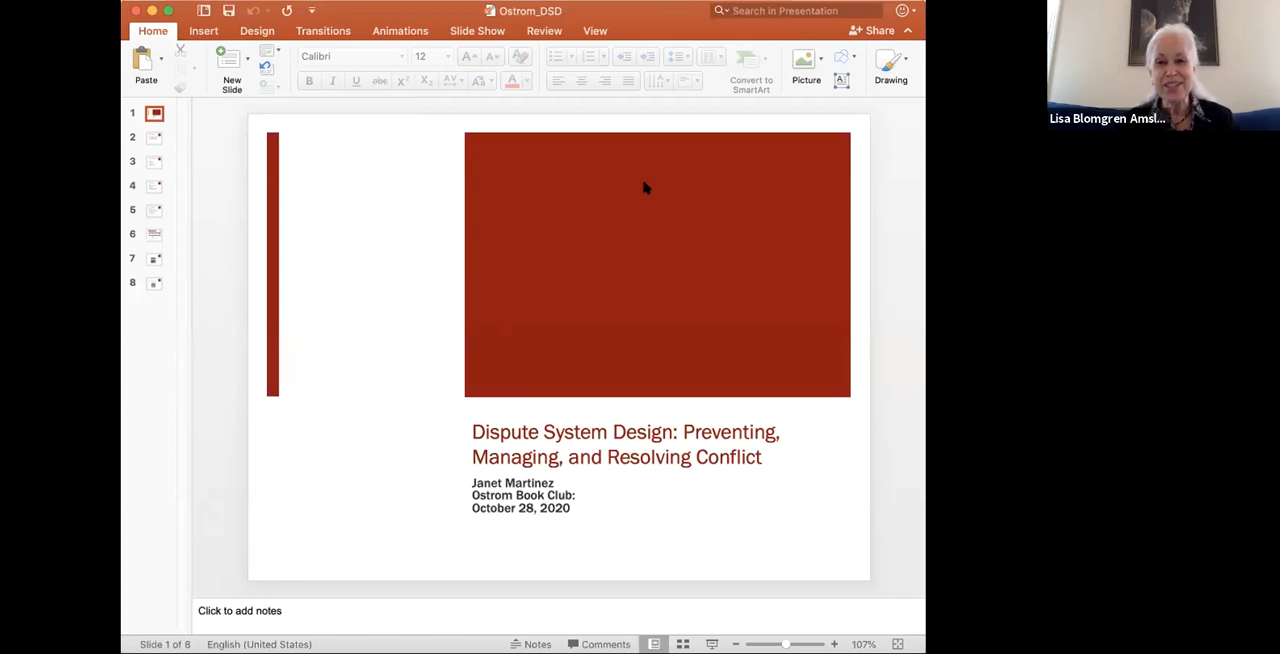 Ostrom_DSD
Search in Presentation
Home
Insert
Design
Transitions
Animations
Slide Show
Review
View
Share
Paste
New
Slide
Calibri
12
Convert to
SmartArt
Picture
Drawing
1
2
3
4
5
6
7
8
Dispute System Design: Preventing,
Managing, and Resolving Conflict
Janet Martinez
Ostrom Book Club:
October 28, 2020
Click to add notes
Slide 1 of 8
English (United States)
Notes
Comments
107%
Lisa Blomgren Amsl...